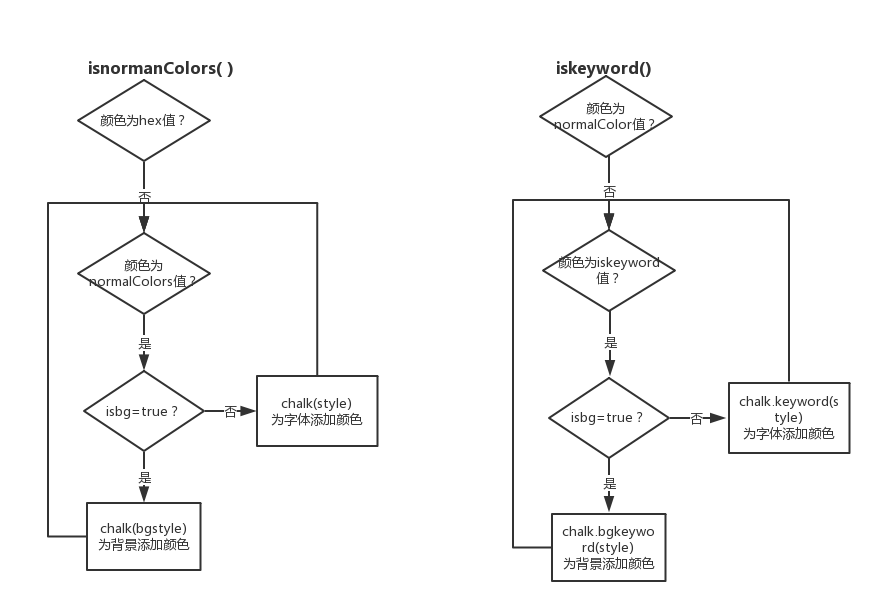 isnormanColors( )
颜色为hex值？
否
颜色为
normalColors值？
是
isbg=true？
否
chalk(style)
为字体添加颜色
是
chalk(bgstyle)
为背景添加颜色
iskeyword()
颜色为
normalColor值？
否
颜色为iskeyword
值？
是
isbg=true？
否
chalk.keyword(s
tyle)
为字体添加颜色
是
chalk.bgkeywo
rd(style)
为背景添加颜色